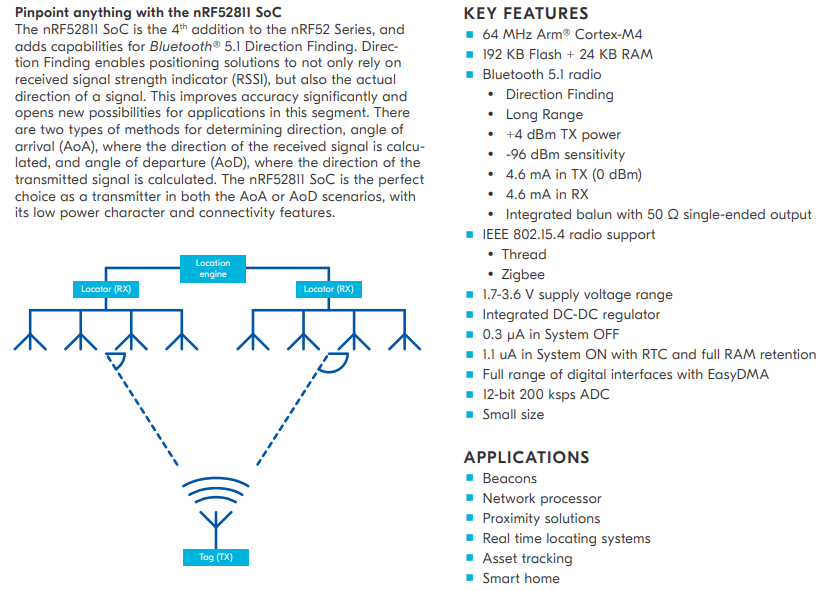 Pinpoint anything with the nRF52811 SoC
The nRF52811 SoC is the 4th addition to the nRF52 Series, and
adds capabilities for Bluetooth® 5.1 Direction Finding. Direc-
tion Finding enables positioning solutions to not only rely on
received signal strength indicator (RSSI), but also the actual
direction of a signal. This improves accuracy significantly and
opens new possibilities for applications in this segment. There
are two types of methods for determining direction, angle of
arrival (AoA), where the direction of the received signal is calcu-
lated, and angle of departure (AoD), where the direction of the
transmitted signal is calculated. The nRF52811 SoC is the perfect
choice as a transmitter in both the AoA or AoD scenarios, with
its low power character and connectivity features.
Location
engine
Locator (RX)
Locator (RX)
Tag (TX)
KEY FEATURES
64 MHz Arm® Cortex-M4
192 KB Flash + 24 KB RAM
Bluetooth 5.1 radio
• Direction Finding
• Long Range
• +4 dBm TX power
• -96 dBm sensitivity
• 4.6 mA in TX (0 dBm)
• 4.6 mA in RX
• Integrated balun with 50 Ω single-ended output
IEEE 802.15.4 radio support
• Thread
• Zigbee
1.7-3.6 V supply voltage range
Integrated DC-DC regulator
0.3 µA in System OFF
1.1 uA in System ON with RTC and full RAM retention
Full range of digital interfaces with EasyDMA
12-bit 200 ksps ADC
Small size
APPLICATIONS
Beacons
Network processor
Proximity solutions
Real time locating systems
Asset tracking
Smart home